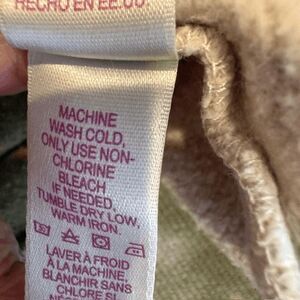 HECHO EN EE.UU
MACHINE
WASH COLD,
ONLY USE NON-
CHLORINE
BLEACH
IF NEEDED,
TUMBLE DRY LOW,
WARM IRON.
LAVER À FROID
À LA MACHINE,
BLANCHIR SANS
CHLORE SI